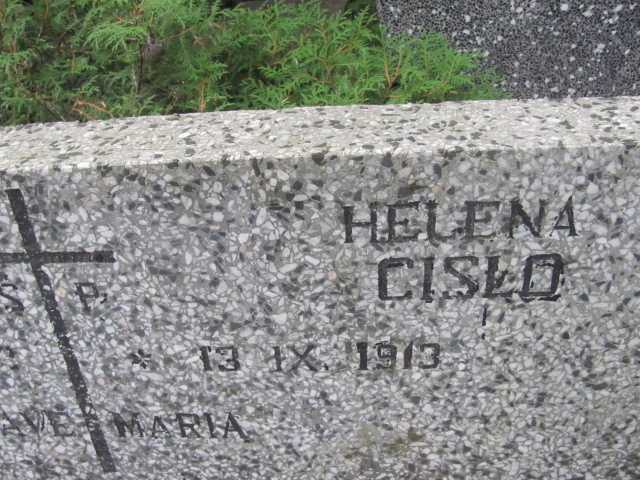 HELENA
CISŁO
S P.
* 13 IX. 1913
AVE MARIA